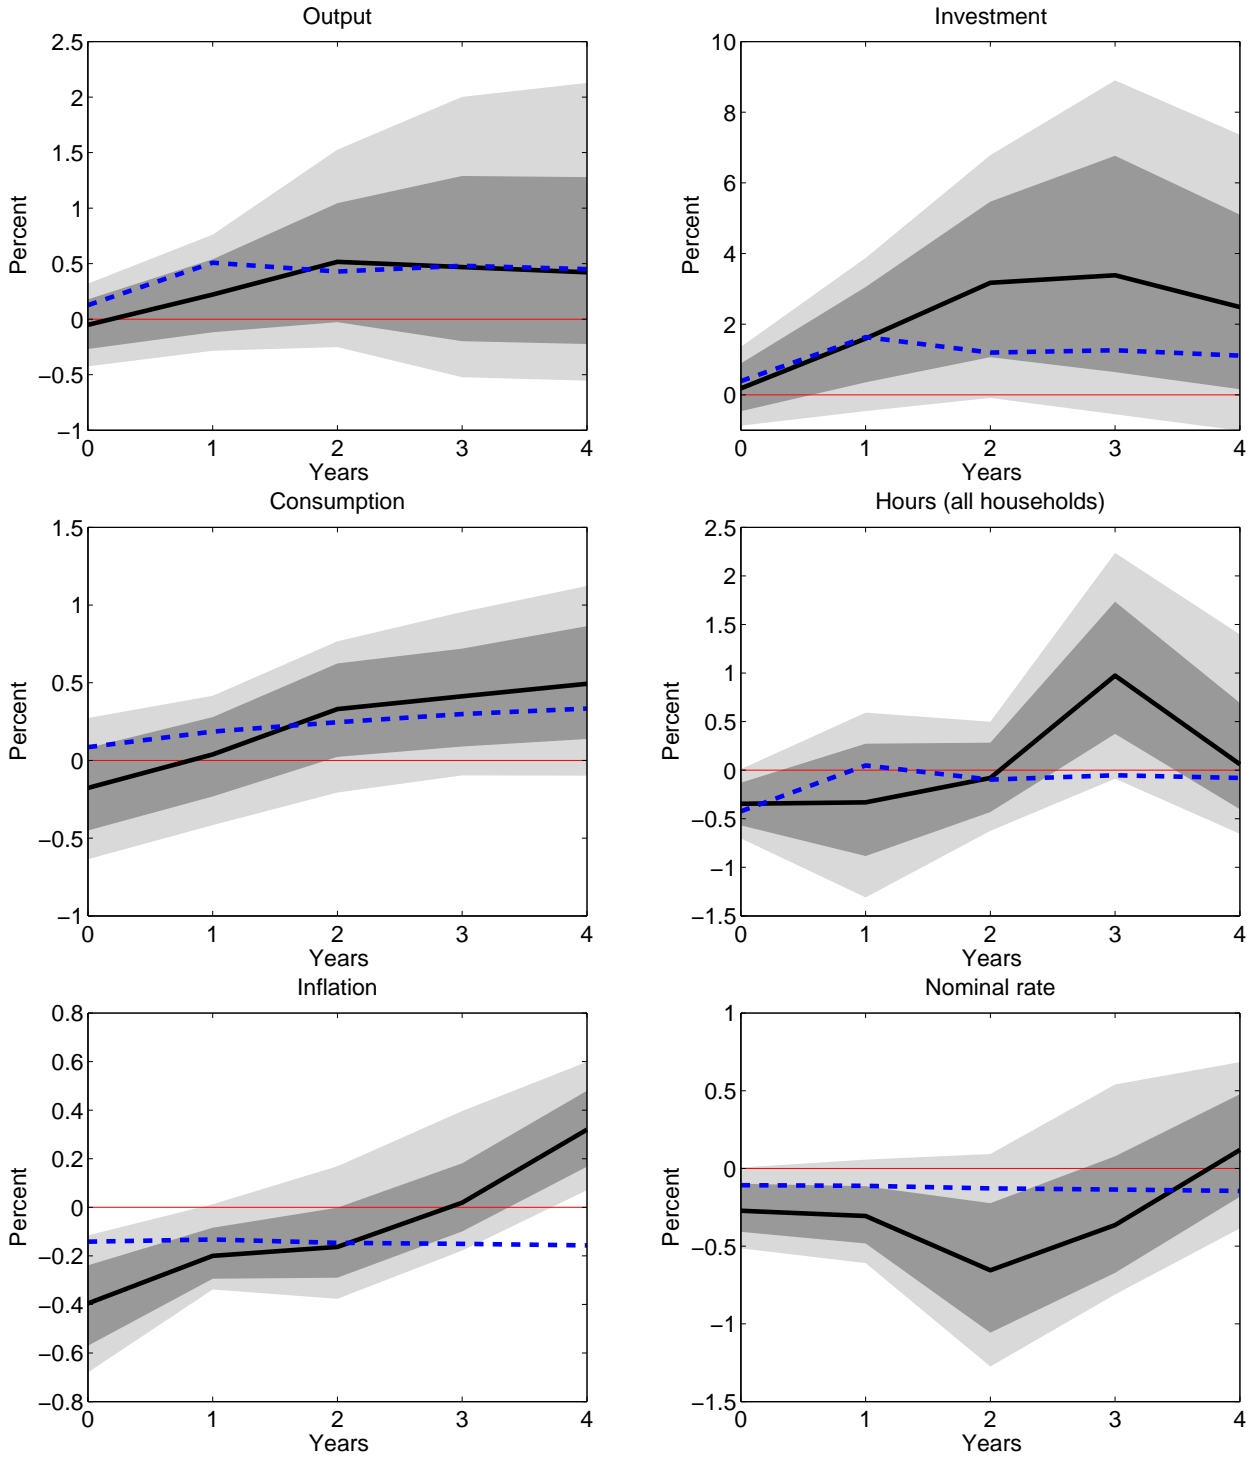 Output
2.5
2
1.5
1
0.5
0
−0.5
−1
Percent
0 1 2 3 4
Years
Investment
10
8
6
4
2
0
Percent
0 1 2 3 4
Years
Consumption
1.5
1
0.5
0
−0.5
−1
Percent
0 1 2 3 4
Years
Hours (all households)
2.5
2
1.5
1
0.5
0
−0.5
−1
−1.5
Percent
0 1 2 3 4
Years
Inflation
0.8
0.6
0.4
0.2
0
−0.2
−0.4
−0.6
−0.8
Percent
0 1 2 3 4
Years
Nominal rate
1
0.5
0
−0.5
−1
−1.5
Percent
0 1 2 3 4
Years